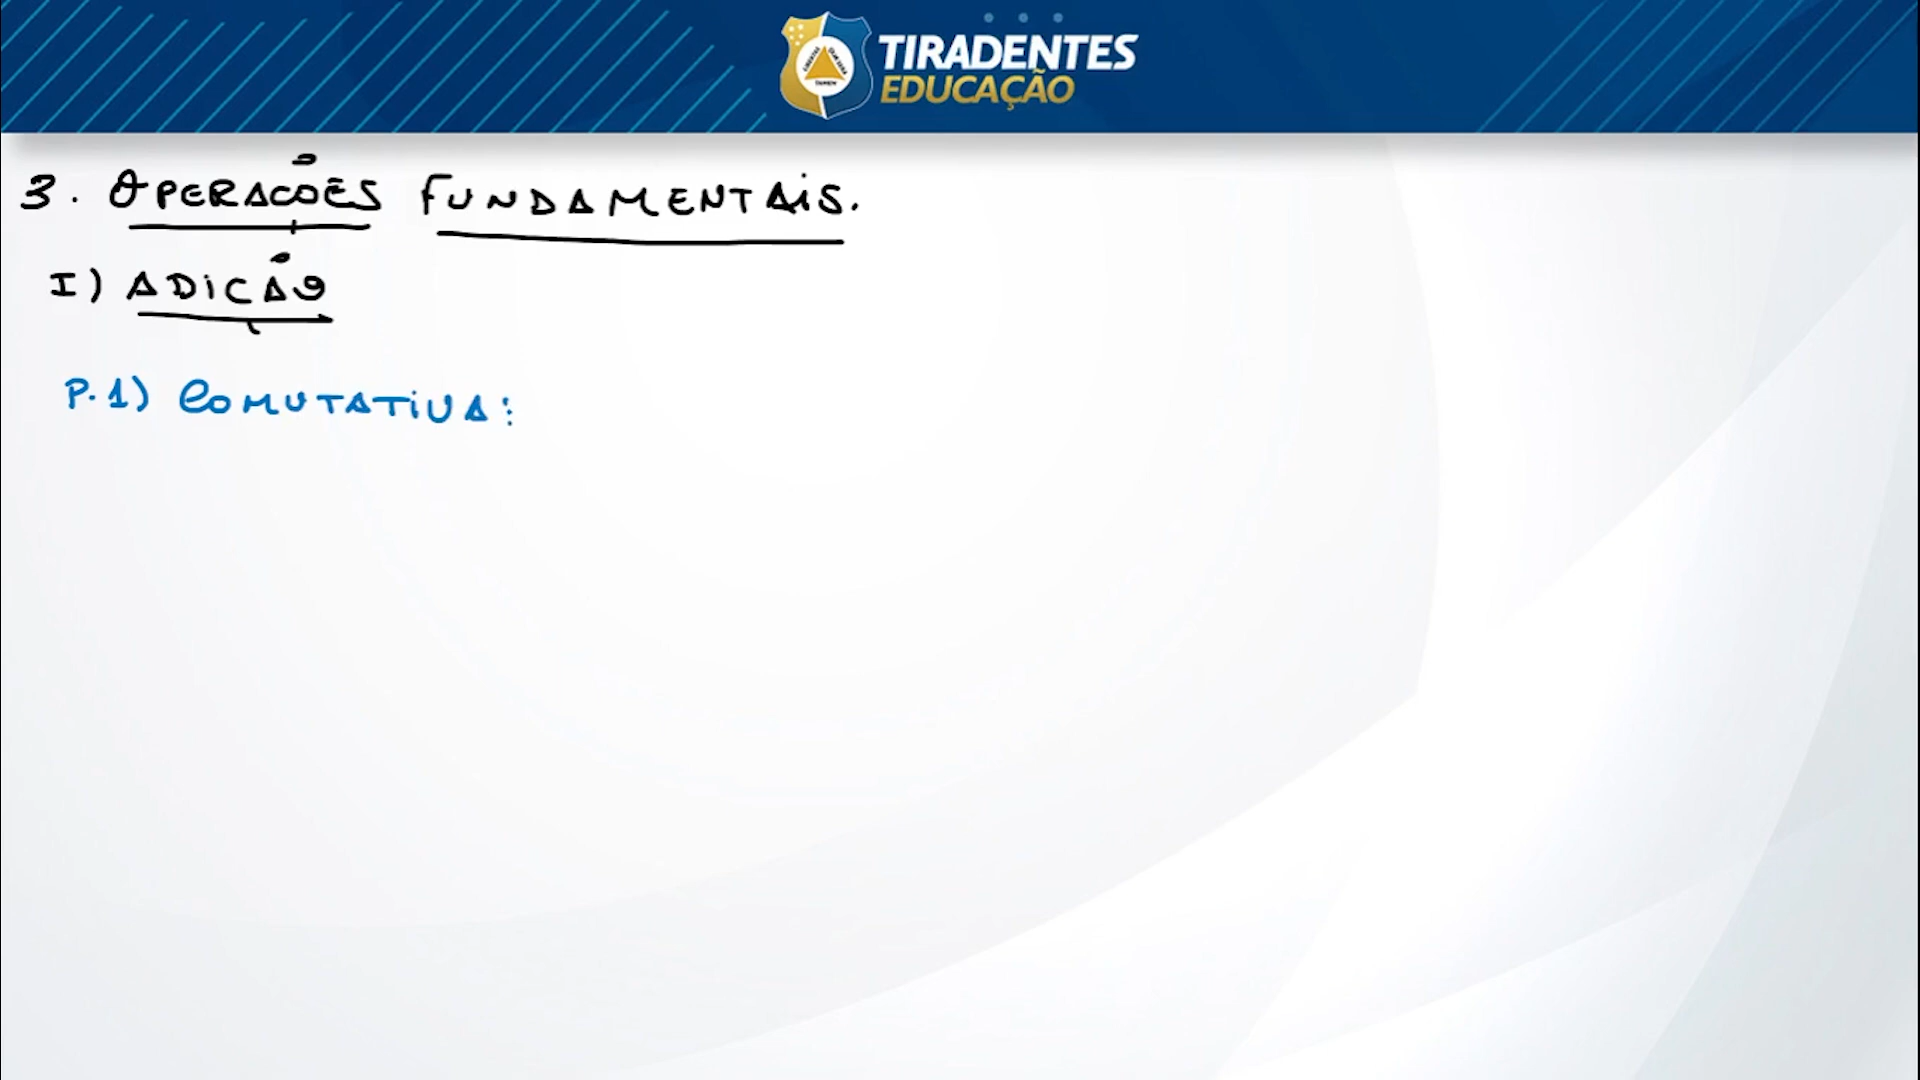 TIRADENTES
EDUCAÇÃO
3. OPERAÇÕES FUNDAMENTAIS.
I) ADIÇÃO
P.1) COMUTATIVA: